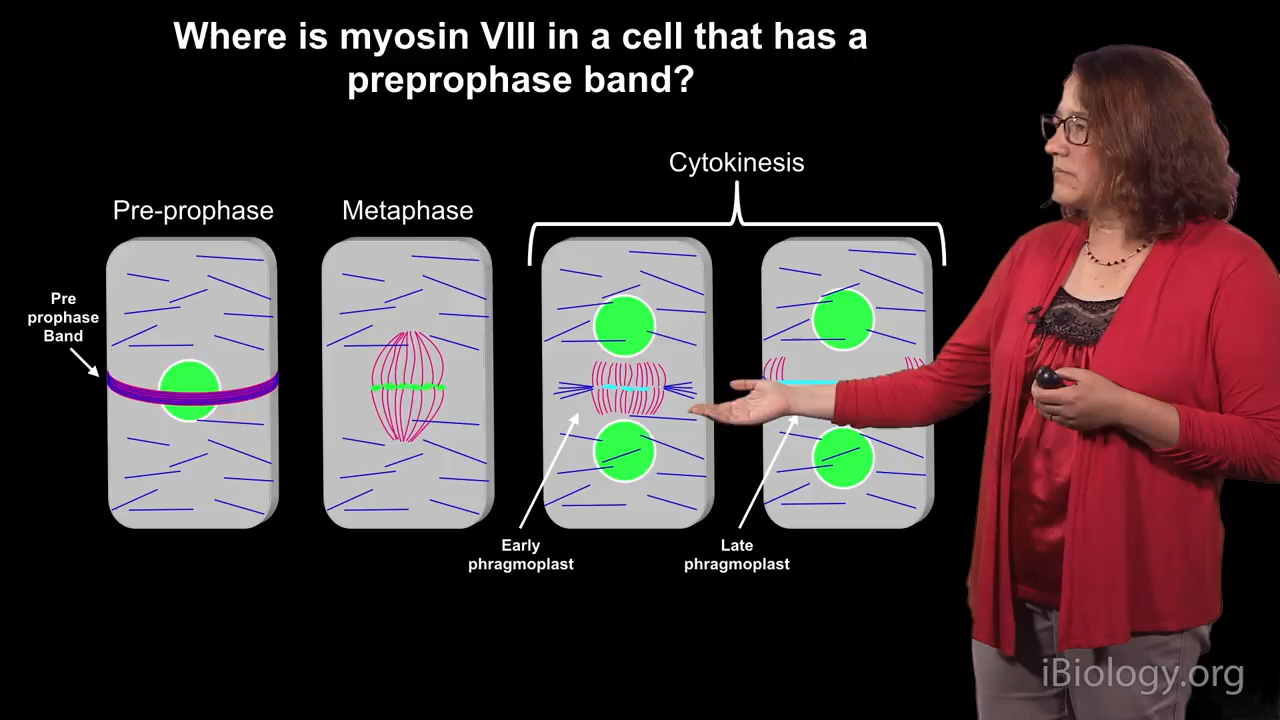 Where is myosin VIII in a cell that has a
preprophase band?
Cytokinesis
Pre-prophase
Metaphase
Pre
prophase
Band
Early
phragmoplast
Late
phragmoplast
iBiology.org